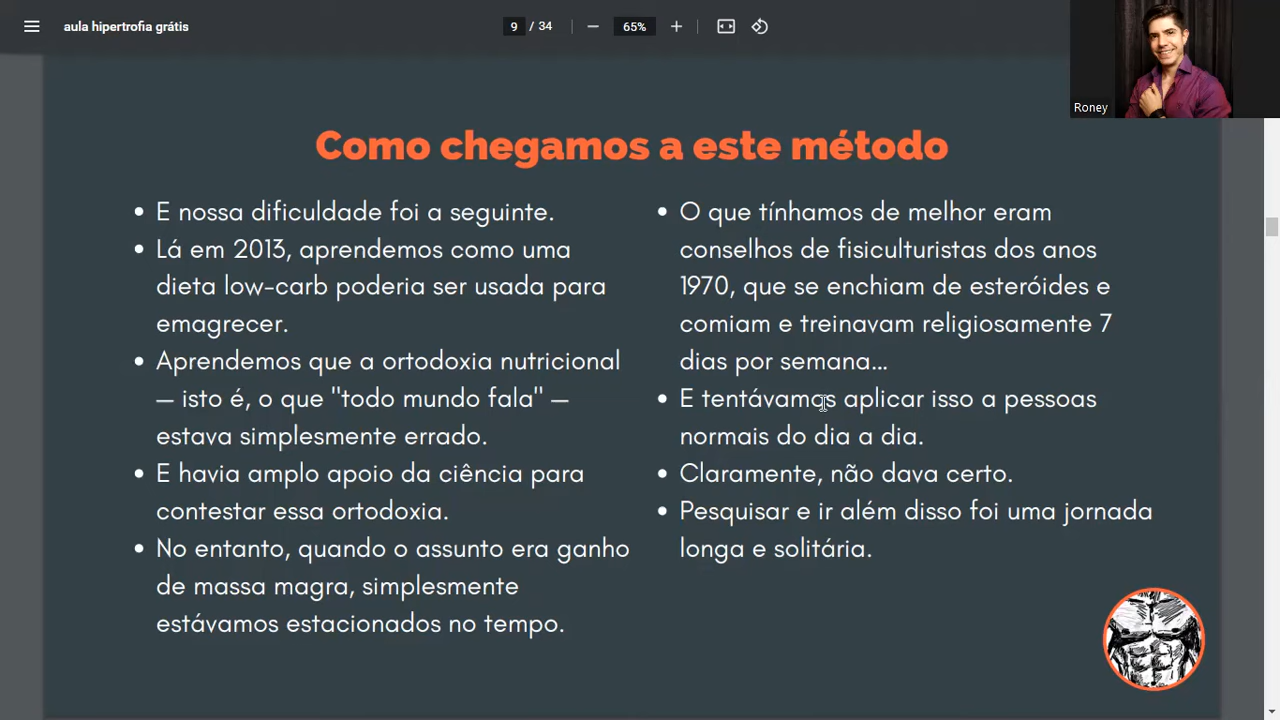 aula hipertrofia grátis
9 / 34
65%
Roney
Como chegamos a este método
• E nossa dificuldade foi a seguinte.
• Lá em 2013, aprendemos como uma
dieta low-carb poderia ser usada para
emagrecer.
• Aprendemos que a ortodoxia nutricional
— isto é, o que "todo mundo fala" —
estava simplesmente errado.
• E havia amplo apoio da ciência para
contestar essa ortodoxia.
• No entanto, quando o assunto era ganho
de massa magra, simplesmente
estávamos estacionados no tempo.
• O que tínhamos de melhor eram
conselhos de fisiculturistas dos anos
1970, que se enchiam de esteróides e
comiam e treinavam religiosamente 7
dias por semana...
• E tentávamos aplicar isso a pessoas
normais do dia a dia.
• Claramente, não dava certo.
• Pesquisar e ir além disso foi uma jornada
longa e solitária.